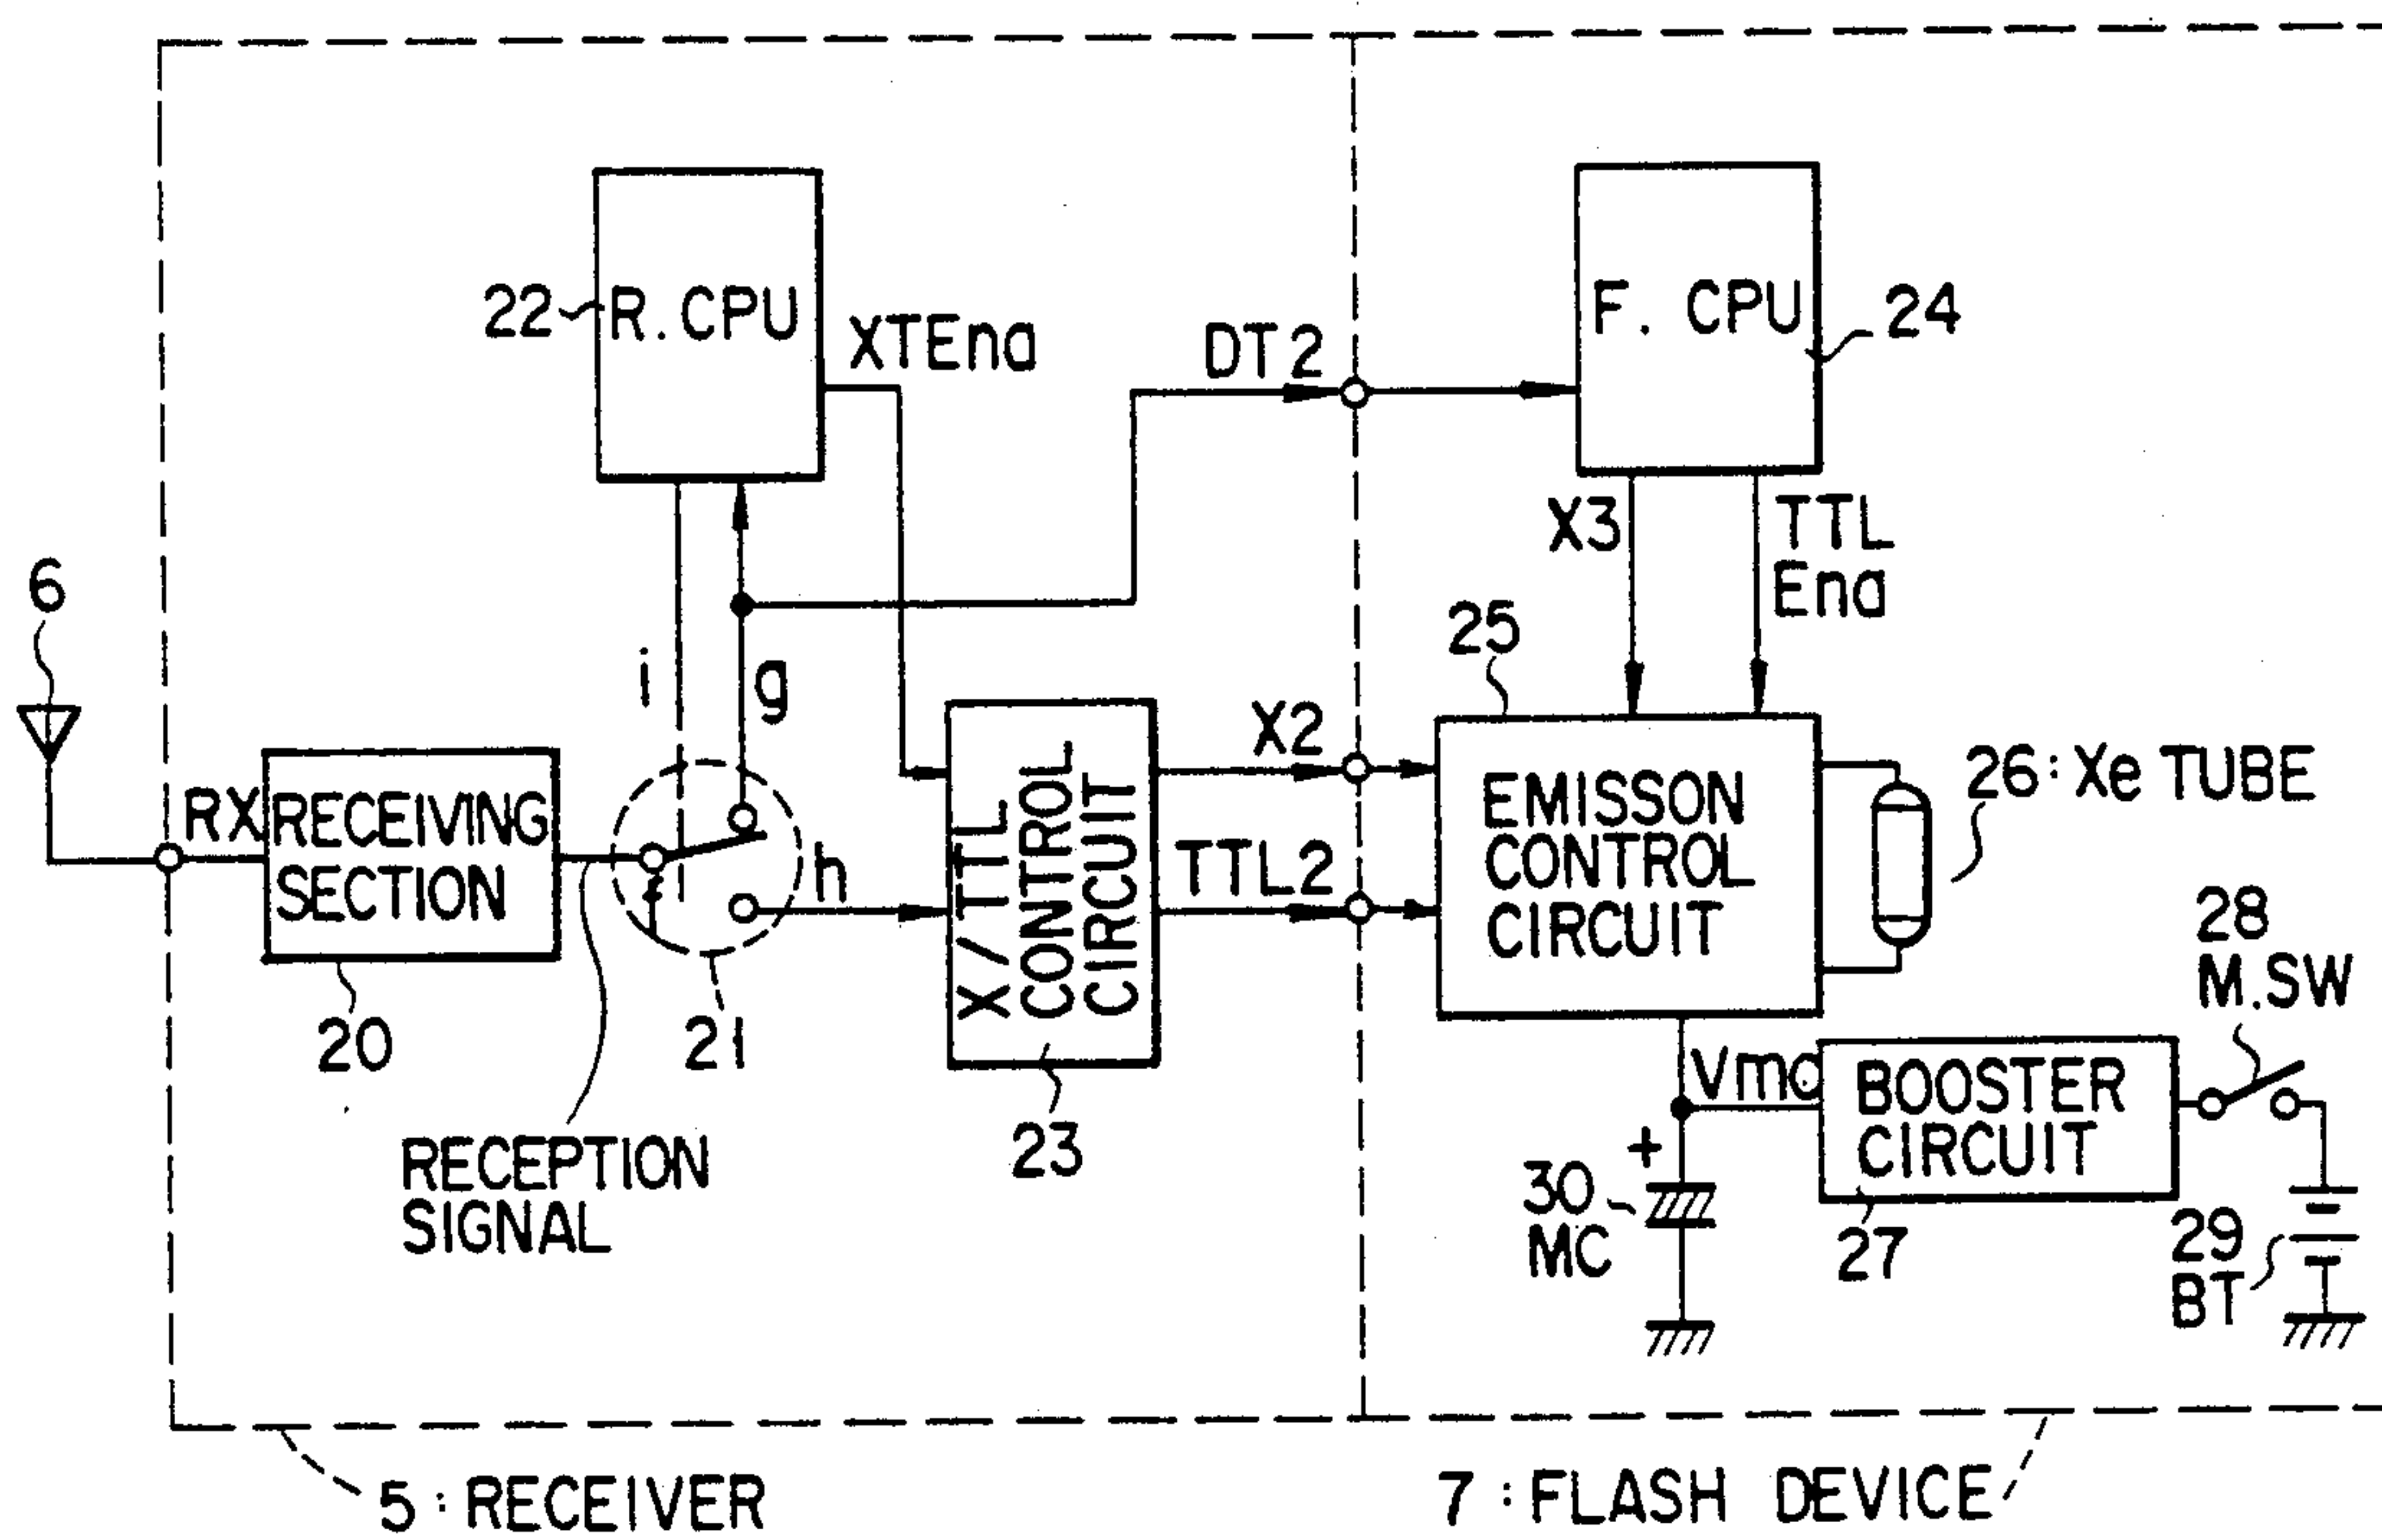 22
R. CPU
XTEna
DT2
F. CPU
24
X3
TTL
Ena
6
i
g
25
X2
RX
RECEIVING
SECTION
f
h
X / TTL
CONTROL
CIRCUIT
TTL2
EMISSON
CONTROL
CIRCUIT
26 : Xe TUBE
28
M.SW
20
21
23
RECEPTION
SIGNAL
BOOSTER
CIRCUIT
+
30
MC
27
29
BT
5 : RECEIVER
7 : FLASH DEVICE